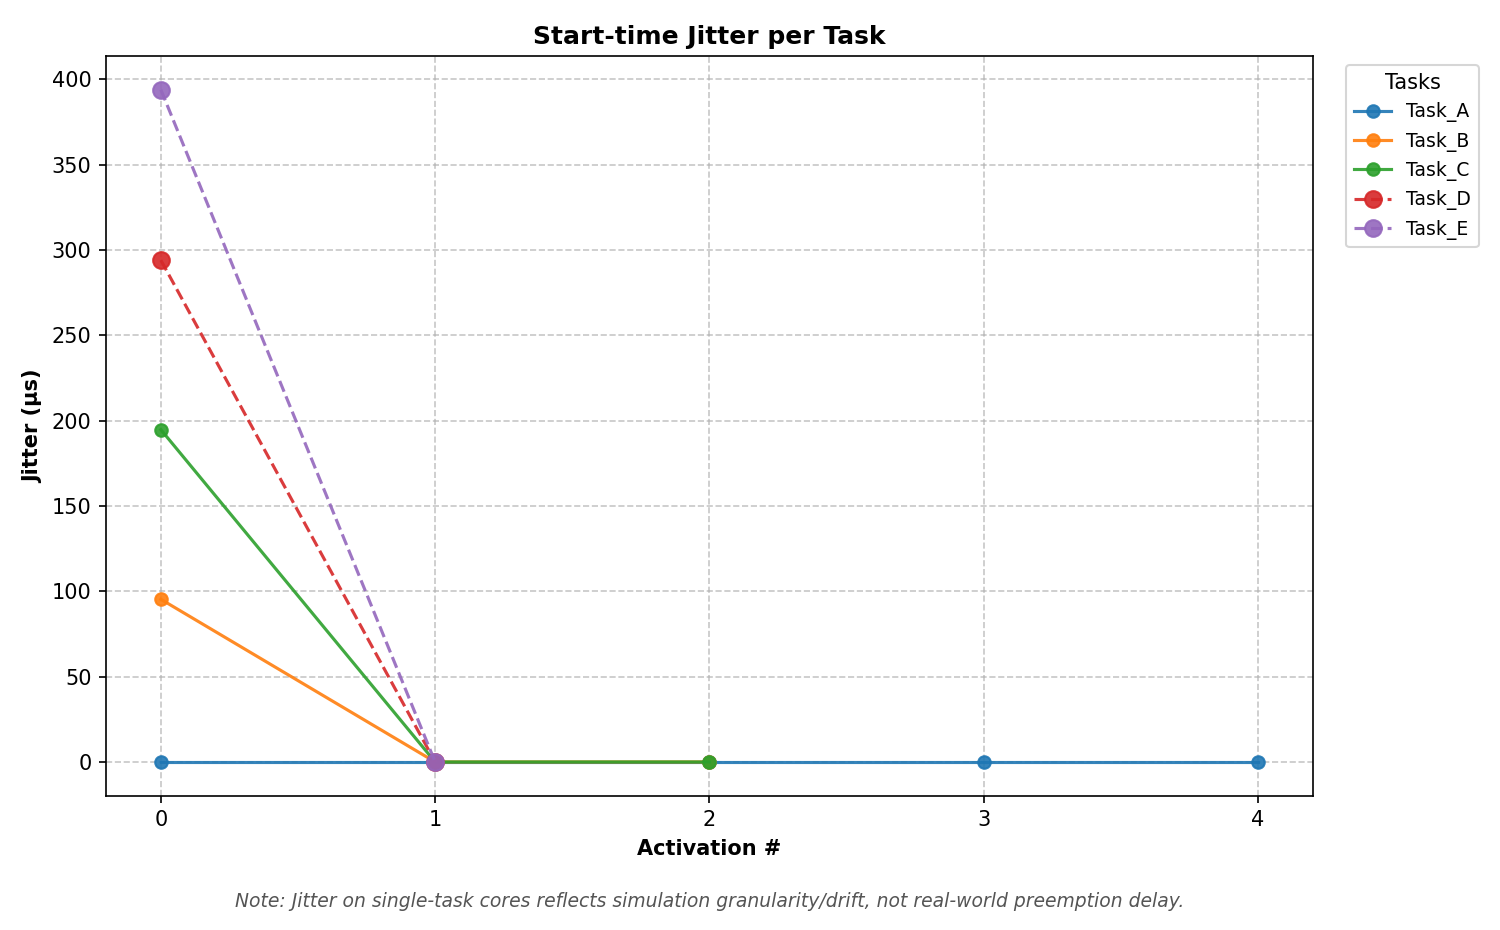 Start-time Jitter per Task
Jitter (µs)
400
350
300
250
200
150
100
50
0
0 1 2 3 4
Activation #
Tasks
Task_A
Task_B
Task_C
Task_D
Task_E
Note: Jitter on single-task cores reflects simulation granularity/drift, not real-world preemption delay.